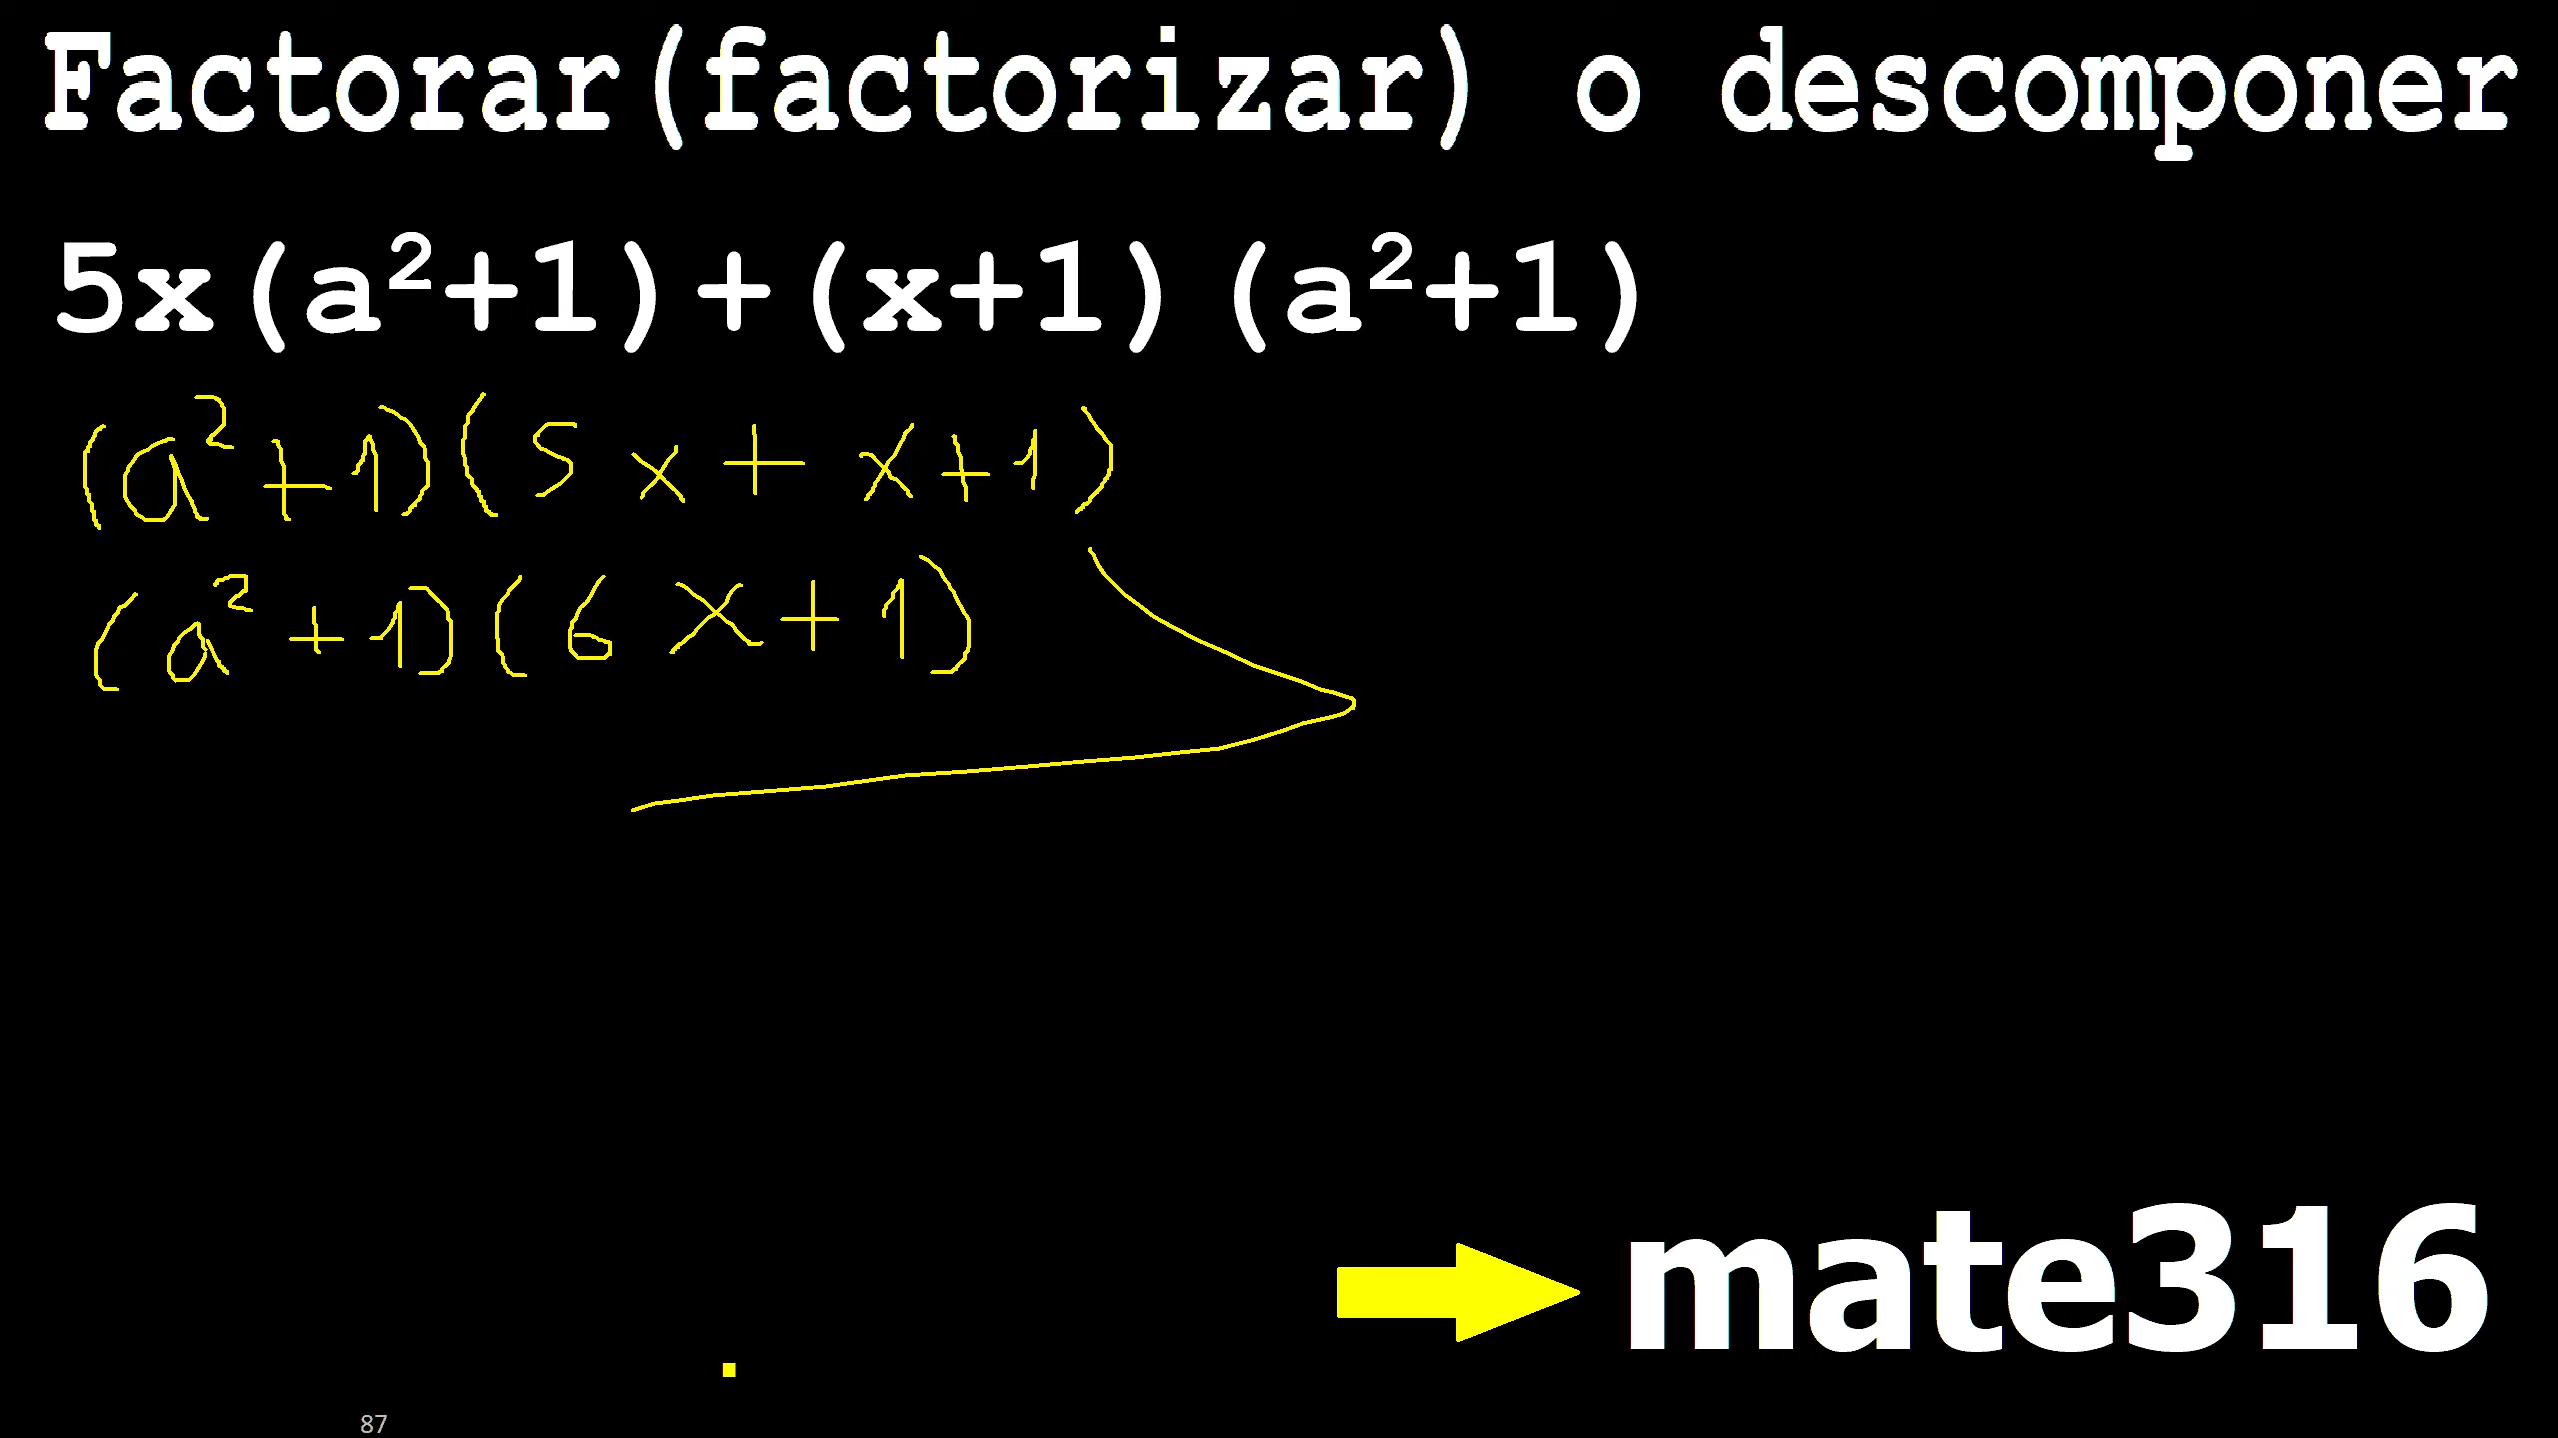 Factorar(factorizar) o descomponer
5x(a²+1)+(x+1)(a²+1)
(a²+1)(5x+x+1)
(a²+1)(6x+1)
mate316
87